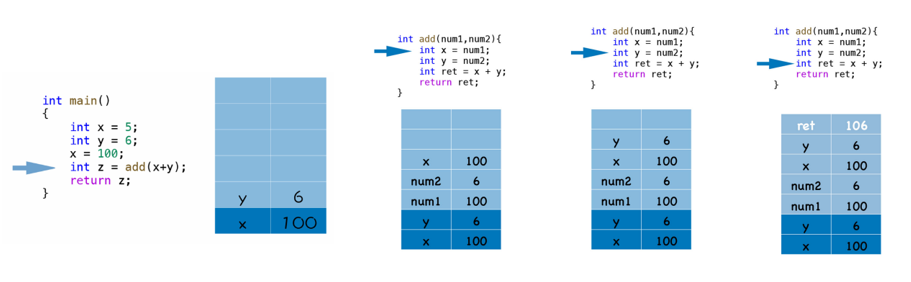 int main()
{
int x = 5;
int y = 6;
x = 100;
int z = add(x+y);
return z;
}
y 6
x 100
int add(num1,num2){
int x = num1;
int y = num2;
int ret = x + y;
return ret;
}
x 100
num2 6
num1 100
y 6
x 100
int add(num1,num2){
int x = num1;
int y = num2;
int ret = x + y;
return ret;
}
y 6
x 100
num2 6
num1 100
y 6
x 100
int add(num1,num2){
int x = num1;
int y = num2;
int ret = x + y;
return ret;
}
ret 106
y 6
x 100
num2 6
num1 100
y 6
x 100